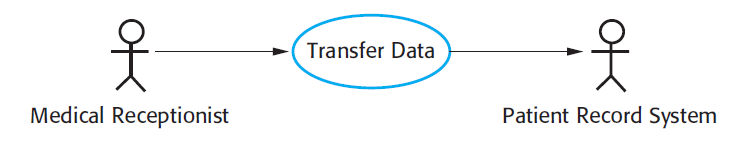 Transfer Data
Medical Receptionist
Patient Record System